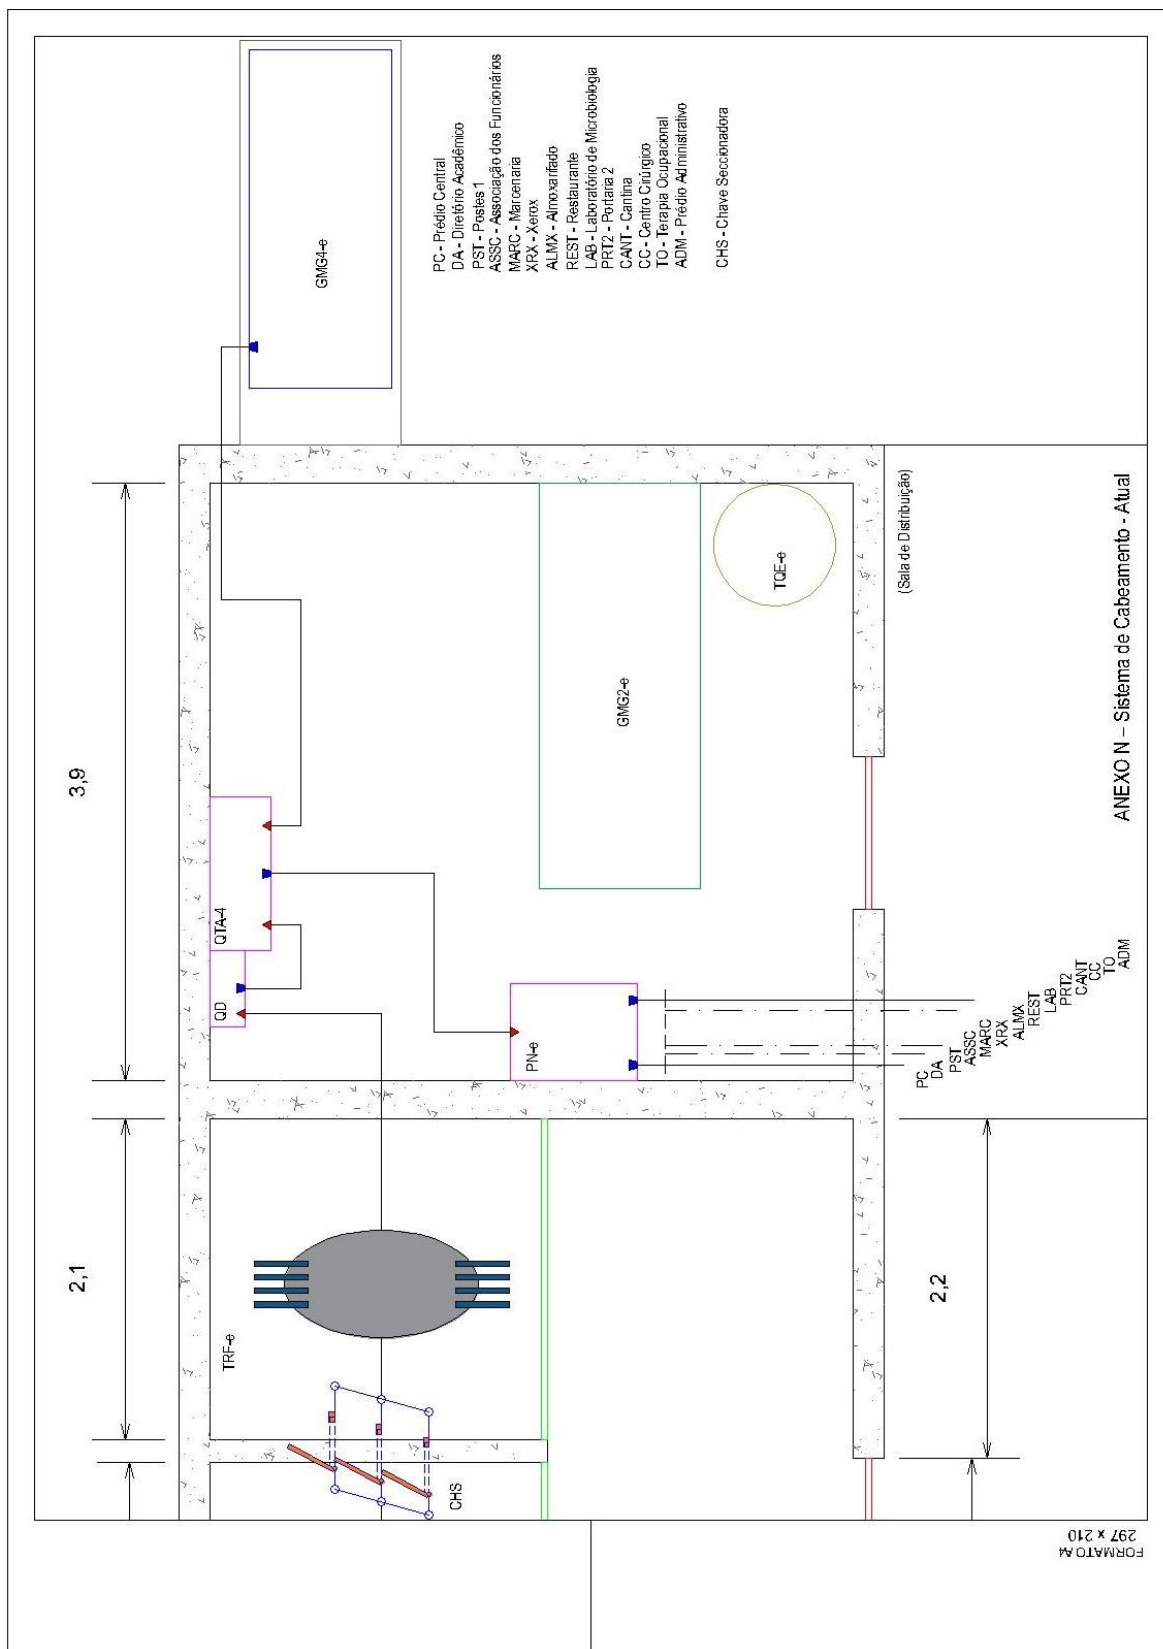 3,9
2,1
2,2
GMG4-e
PC - Prédio Central
DA - Diretório Acadêmico
PST - Postes 1
ASSC - Associação dos Funcionários
MARC - Marcenaria
XRX - Xerox
ALMX - Almoxarifado
REST - Restaurante
LAB - Laboratório de Microbiologia
PRT2 - Portaria 2
CANT - Cantina
CC - Centro Cirúrgico
TO - Terapia Ocupacional
ADM - Prédio Administrativo
CHS - Chave Seccionadora
TRF-e
CHS
QD
QTA-4
PN-e
GMG2-e
TQE-e
PC
DA
PST
ASSC
MARC
XRX
ALMX
REST
LAB
PRT2
CANT
CC
TO
ADM
(Sala de Distribuição)
ANEXO N – Sistema de Cabeamento - Atual
FORMATO A4
297 x 210